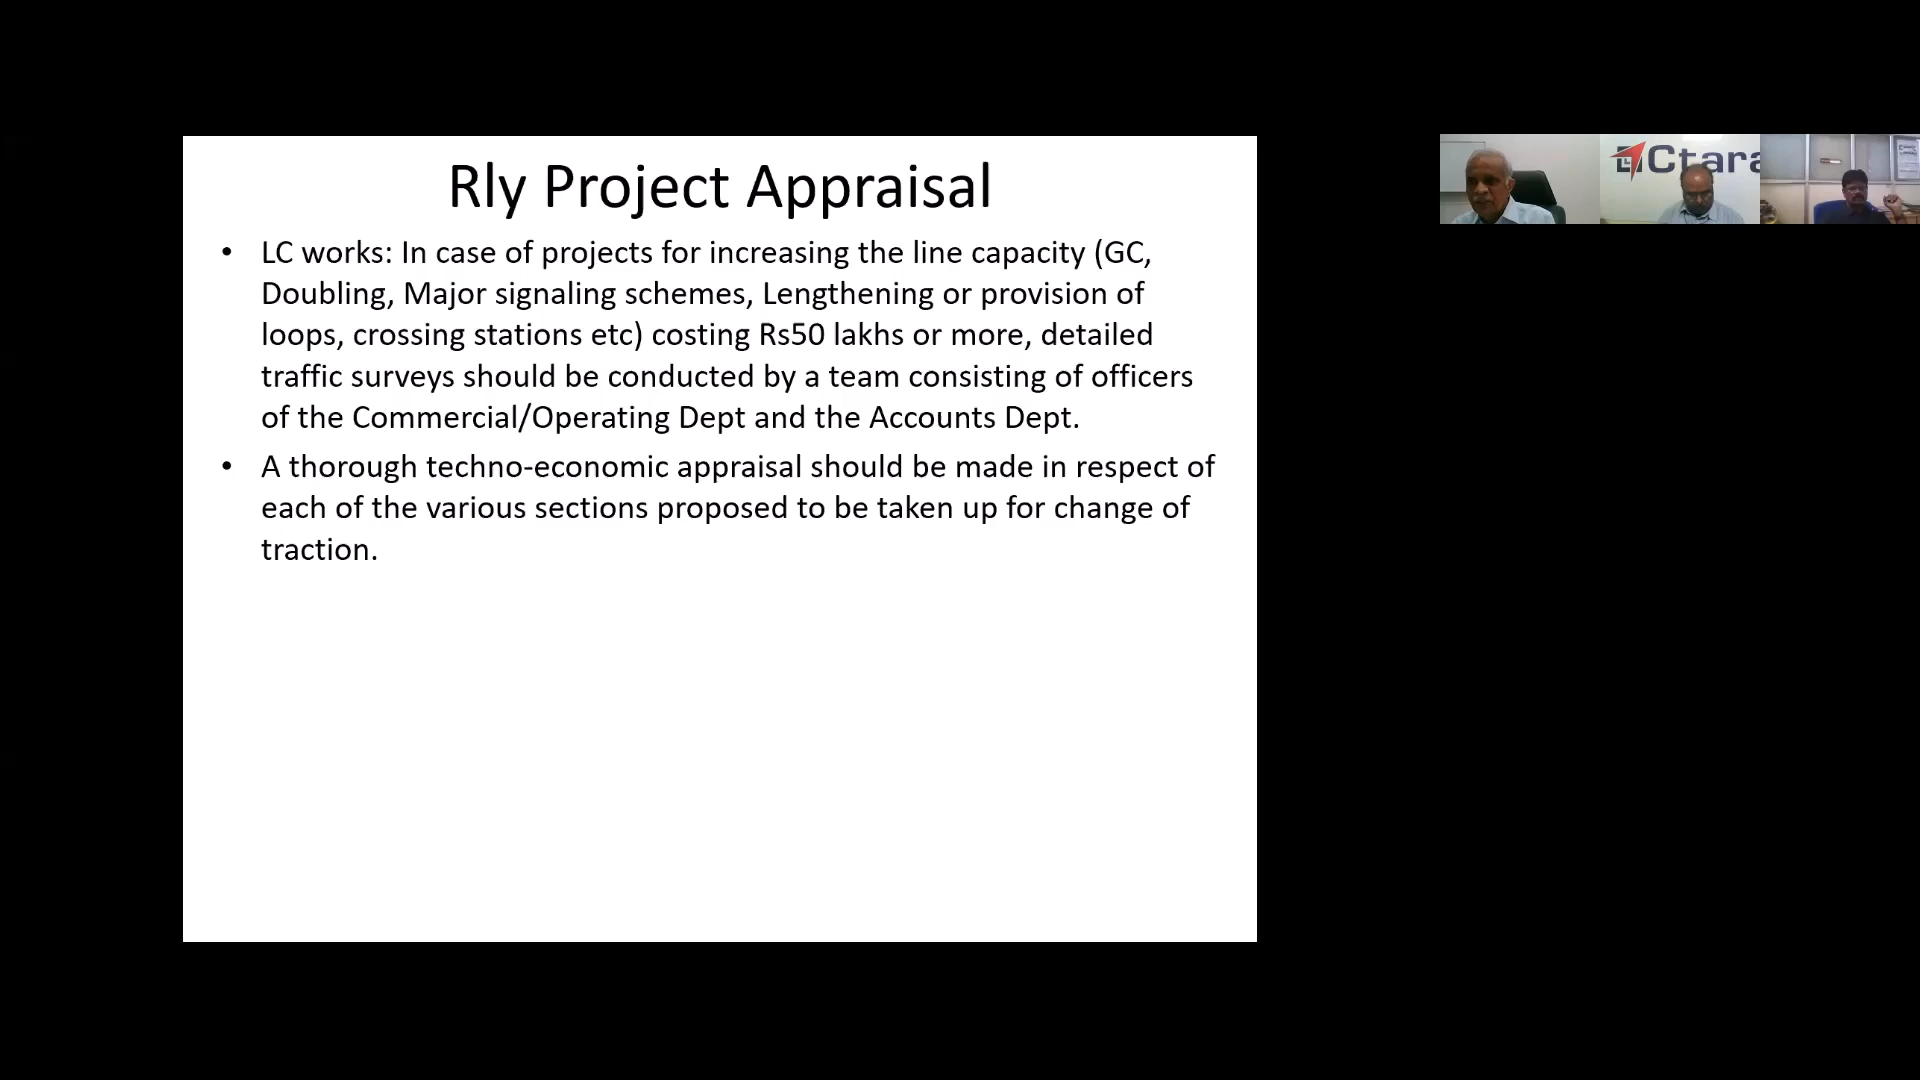 Rly Project Appraisal
• LC works: In case of projects for increasing the line capacity (GC,
Doubling, Major signaling schemes, Lengthening or provision of
loops, crossing stations etc) costing Rs50 lakhs or more, detailed
traffic surveys should be conducted by a team consisting of officers
of the Commercial/Operating Dept and the Accounts Dept.
• A thorough techno-economic appraisal should be made in respect of
each of the various sections proposed to be taken up for change of
traction.
Ctara